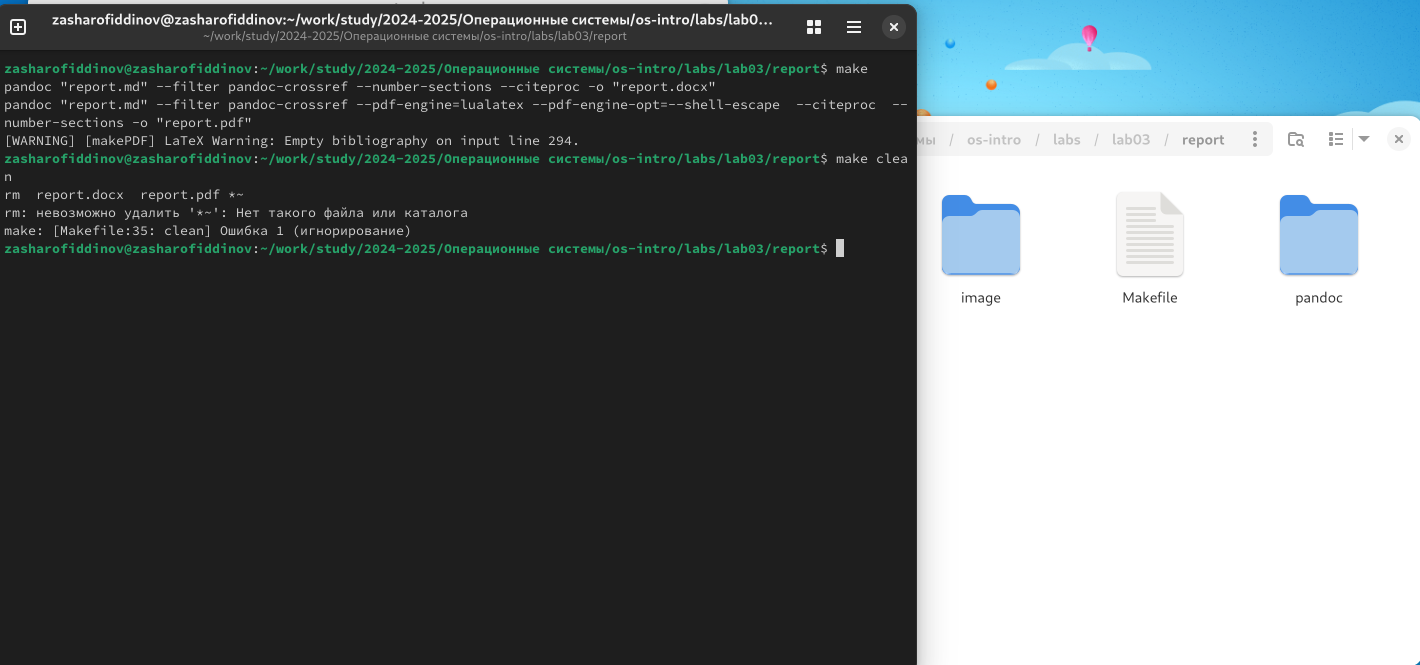 zasharofiddinov@zasharofiddinov:~/work/study/2024-2025/Операционные системы/os-intro/labs/lab0…
~/work/study/2024-2025/Операционные системы/os-intro/labs/lab03/report
zasharofiddinov@zasharofiddinov:~/work/study/2024-2025/Операционные системы/os-intro/labs/lab03/report$ make
pandoc "report.md" --filter pandoc-crossref --number-sections --citeproc -o "report.docx"
pandoc "report.md" --filter pandoc-crossref --pdf-engine=lualatex --pdf-engine-opt=--shell-escape  --citeproc  --
number-sections -o "report.pdf"
[WARNING] [makePDF] LaTeX Warning: Empty bibliography on input line 294.
zasharofiddinov@zasharofiddinov:~/work/study/2024-2025/Операционные системы/os-intro/labs/lab03/report$ make clea
n
rm  report.docx  report.pdf *~
rm: невозможно удалить '*~': Нет такого файла или каталога
make: [Makefile:35: clean] Ошибка 1 (игнорирование)
zasharofiddinov@zasharofiddinov:~/work/study/2024-2025/Операционные системы/os-intro/labs/lab03/report$
/ os-intro / labs / lab03 / report
image
Makefile
pandoc